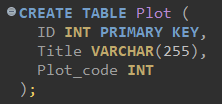 CREATE TABLE Plot (
ID INT PRIMARY KEY,
Title VARCHAR(255),
Plot_code INT
);